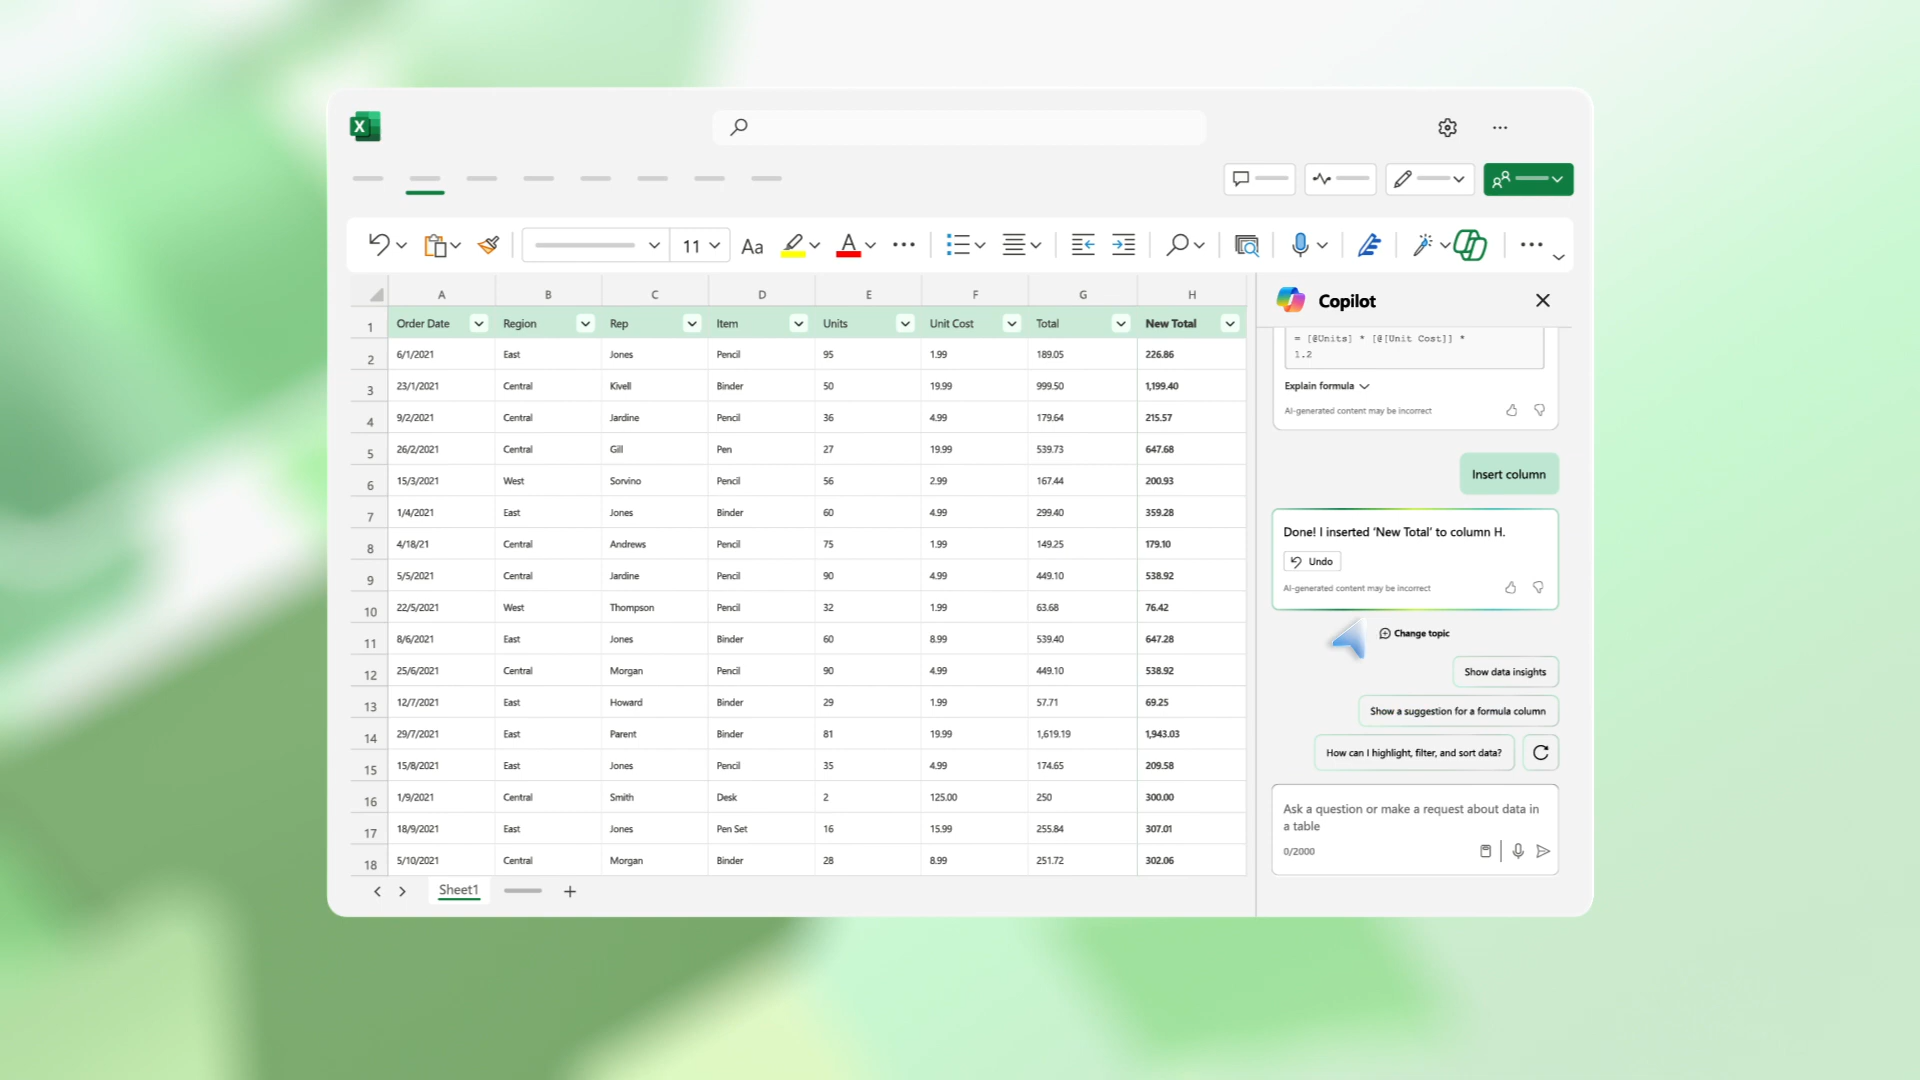 X
11
Aa
A
A B C D E F G H
1 Order Date Region Rep Item Units Unit Cost Total New Total
2 6/1/2021 East Jones Pencil 95 1.99 189.05 226.86
3 23/1/2021 Central Kivell Binder 50 19.99 999.50 1,199.40
4 9/2/2021 Central Jardine Pencil 36 4.99 179.64 215.57
5 26/2/2021 Central Gill Pen 27 19.99 539.73 647.68
6 15/3/2021 West Sorvino Pencil 56 2.99 167.44 200.93
7 1/4/2021 East Jones Binder 60 4.99 299.40 359.28
8 4/18/21 Central Andrews Pencil 75 1.99 149.25 179.10
9 5/5/2021 Central Jardine Pencil 90 4.99 449.10 538.92
10 22/5/2021 West Thompson Pencil 32 1.99 63.68 76.42
11 8/6/2021 East Jones Binder 60 8.99 539.40 647.28
12 25/6/2021 Central Morgan Pencil 90 4.99 449.10 538.92
13 12/7/2021 East Howard Binder 29 1.99 57.71 69.25
14 29/7/2021 East Parent Binder 81 19.99 1,619.19 1,943.03
15 15/8/2021 East Jones Pencil 35 4.99 174.65 209.58
16 1/9/2021 Central Smith Desk 2 125.00 250 300.00
17 18/9/2021 East Jones Pen Set 16 15.99 255.84 307.01
18 5/10/2021 Central Morgan Binder 28 8.99 251.72 302.06
Sheet1
Copilot
= [@Units] * [@[Unit Cost]] *
1.2
Explain formula
AI-generated content may be incorrect
Insert column
Done! I inserted ‘New Total’ to column H.
Undo
AI-generated content may be incorrect
Change topic
Show data insights
Show a suggestion for a formula column
How can I highlight, filter, and sort data?
Ask a question or make a request about data in
a table
0/2000